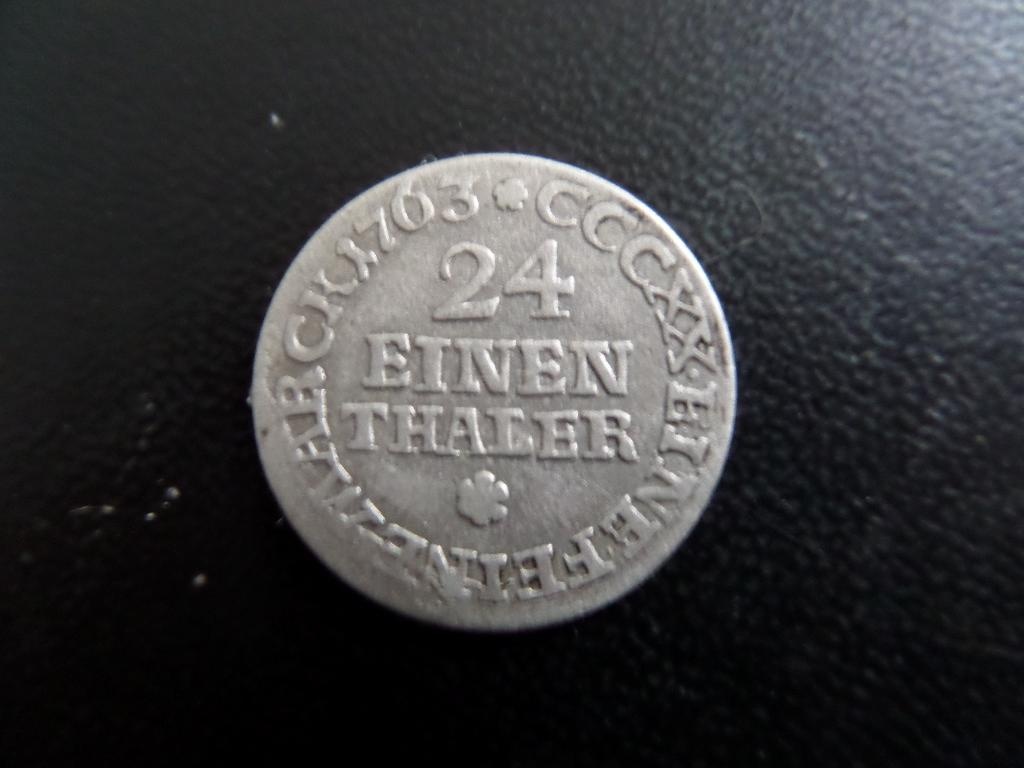 24
EINEN
THALER
CCCXX·EINE FEINE MARCK 1763